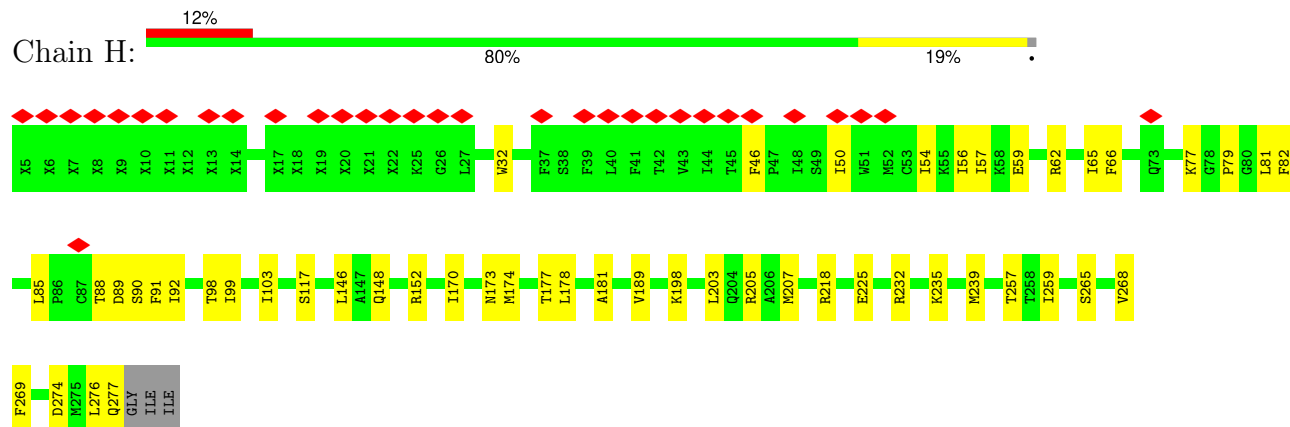 12%
Chain H:
80% 19% •
X5 X6 X7 X8 X9 X10 X11 X12 X13 X14 X17 X18 X19 X20 X21 X22 K25 G26 L27 W32 F37 S38 F39 L40 F41 T42 V43 I44 T45 F46 P47 I48 S49 I50 W51 M52 C53 I54 K55 I56 I57 K58 E59 R62 I65 F66 Q73 K77 G78 P79 G80 L81 F82
L85 P86 C87 T88 D89 S90 F91 I92 T98 I99 I103 S117 L146 A147 Q148 R152 I170 N173 M174 T177 L178 A181 V189 K198 L203 Q204 R205 A206 M207 R218 E225 R232 K235 M239 T257 T258 I259 S265 V268
F269 D274 M275 L276 Q277 GLY ILE ILE